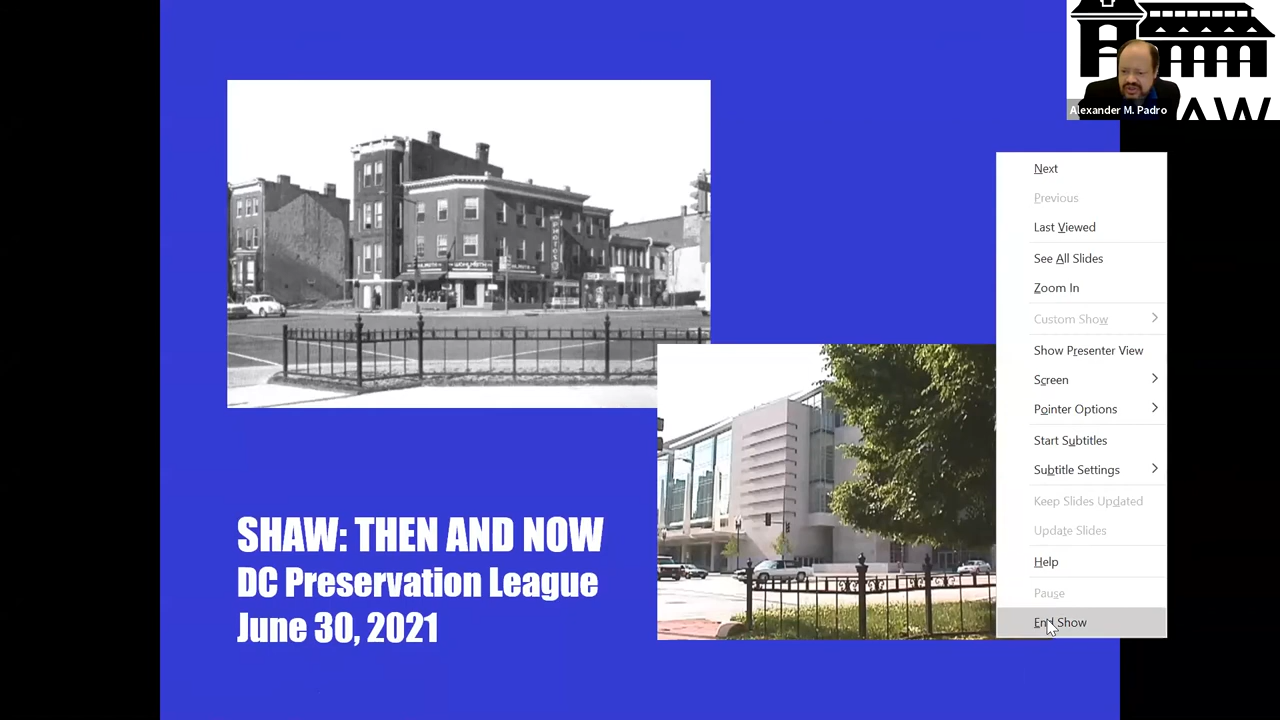 PHOTOS
SHAW: THEN AND NOW
DC Preservation League
June 30, 2021
AW
Alexander M. Padro
Next
Previous
Last Viewed
See All Slides
Zoom In
Custom Show
Show Presenter View
Screen
Pointer Options
Start Subtitles
Subtitle Settings
Keep Slides Updated
Update Slides
Help
Pause
End Show